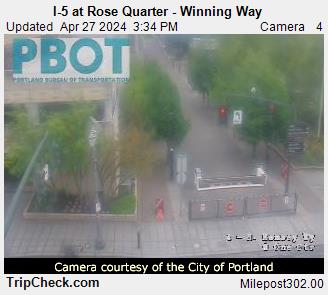 I-5 at Rose Quarter - Winning Way
Updated Apr 27 2024 3:34 PM Camera 4
PBOT
PORTLAND BUREAU OF TRANSPORTATION
Camera courtesy of the City of Portland
TripCheck.com Milepost302.00